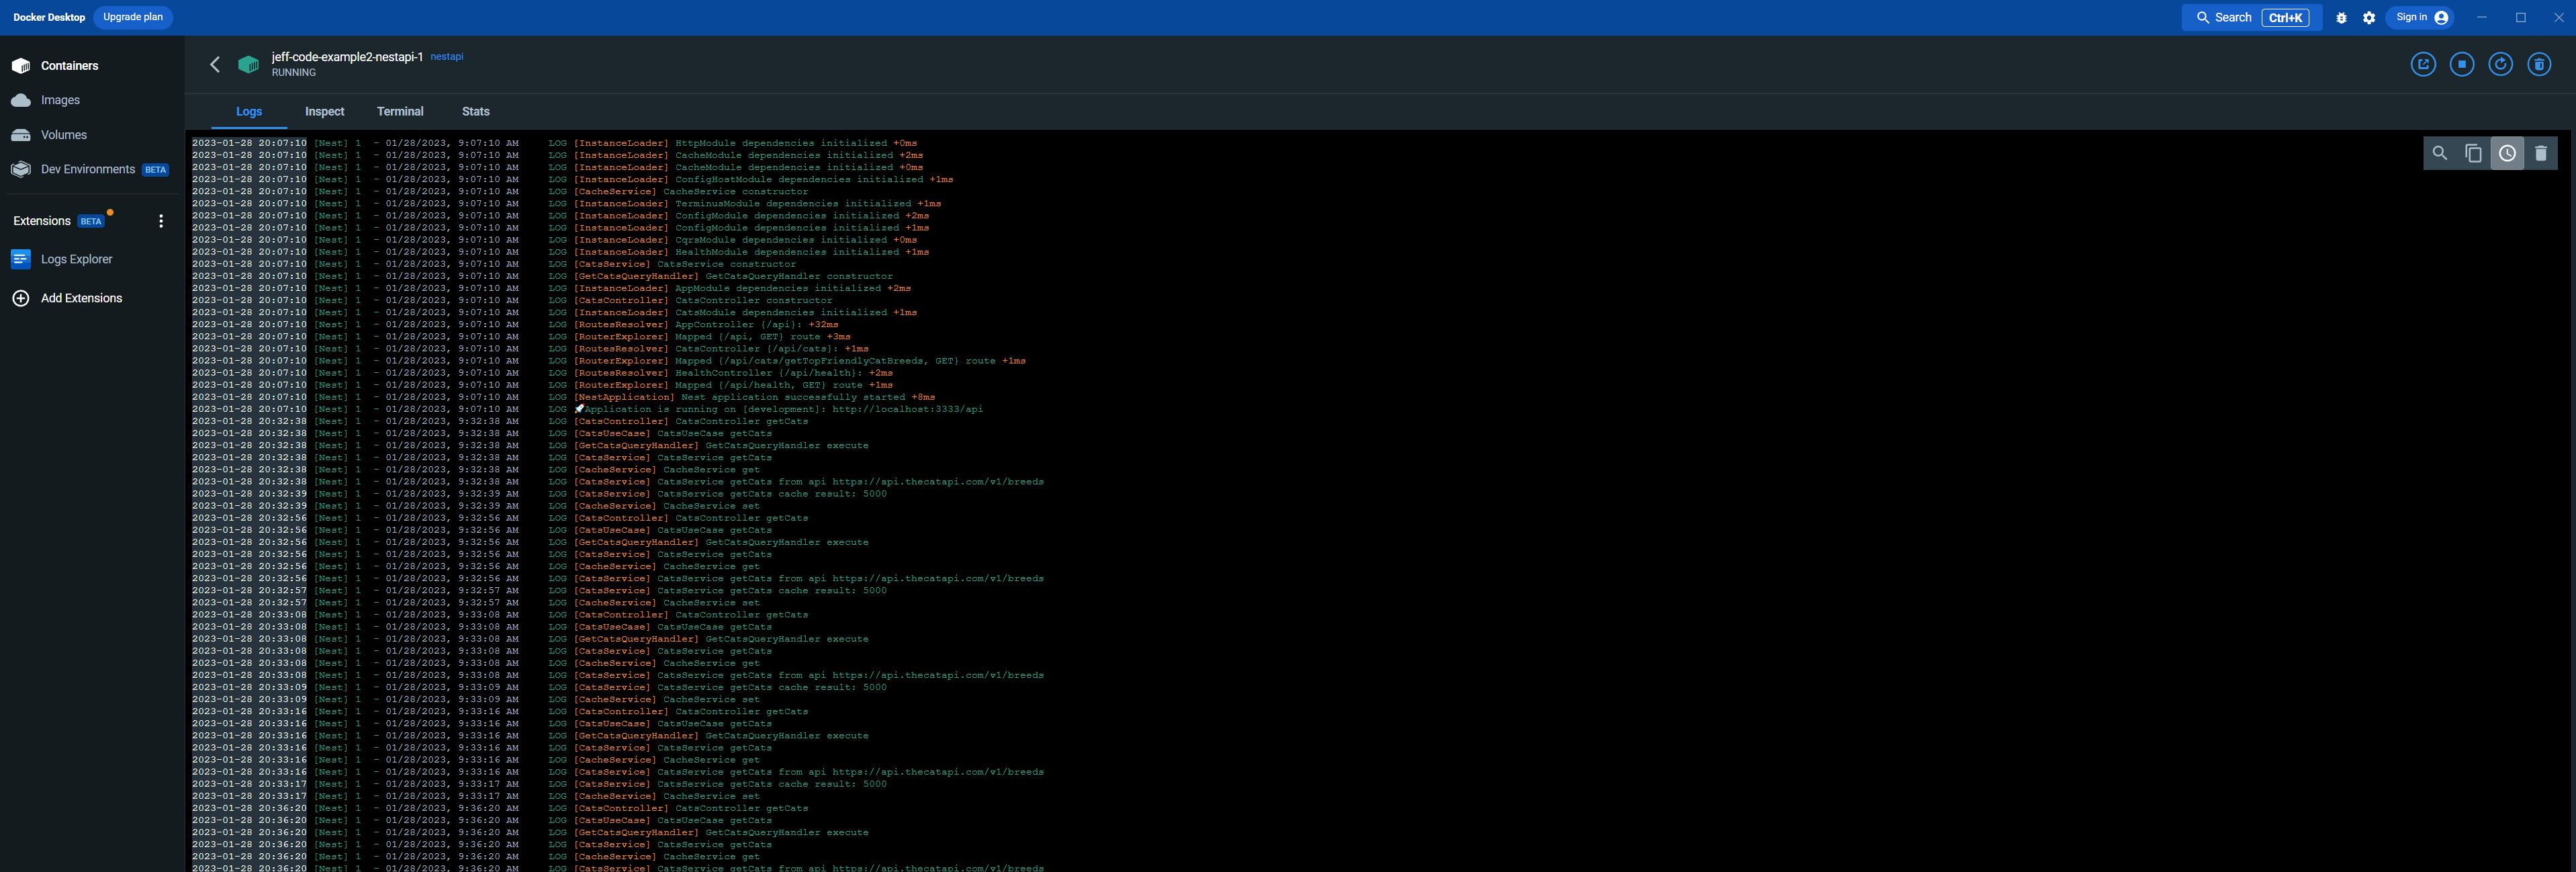 Docker Desktop Upgrade plan Search Ctrl+K Sign in
Containers
Images
Volumes
Dev Environments BETA
Extensions BETA
Logs Explorer
Add Extensions
jeff-code-example2-nestapi-1 nestapi
RUNNING
Logs Inspect Terminal Stats
2023-01-28 20:07:10 [Nest] 1 - 01/28/2023, 9:07:10 AM LOG [InstanceLoader] HttpModule dependencies initialized +0ms
2023-01-28 20:07:10 [Nest] 1 - 01/28/2023, 9:07:10 AM LOG [InstanceLoader] CacheModule dependencies initialized +2ms
2023-01-28 20:07:10 [Nest] 1 - 01/28/2023, 9:07:10 AM LOG [InstanceLoader] CacheModule dependencies initialized +0ms
2023-01-28 20:07:10 [Nest] 1 - 01/28/2023, 9:07:10 AM LOG [InstanceLoader] ConfigHostModule dependencies initialized +1ms
2023-01-28 20:07:10 [Nest] 1 - 01/28/2023, 9:07:10 AM LOG [CacheService] CacheService constructor
2023-01-28 20:07:10 [Nest] 1 - 01/28/2023, 9:07:10 AM LOG [InstanceLoader] TerminusModule dependencies initialized +1ms
2023-01-28 20:07:10 [Nest] 1 - 01/28/2023, 9:07:10 AM LOG [InstanceLoader] ConfigModule dependencies initialized +2ms
2023-01-28 20:07:10 [Nest] 1 - 01/28/2023, 9:07:10 AM LOG [InstanceLoader] ConfigModule dependencies initialized +1ms
2023-01-28 20:07:10 [Nest] 1 - 01/28/2023, 9:07:10 AM LOG [InstanceLoader] CqrsModule dependencies initialized +0ms
2023-01-28 20:07:10 [Nest] 1 - 01/28/2023, 9:07:10 AM LOG [InstanceLoader] HealthModule dependencies initialized +1ms
2023-01-28 20:07:10 [Nest] 1 - 01/28/2023, 9:07:10 AM LOG [CatsService] CatsService constructor
2023-01-28 20:07:10 [Nest] 1 - 01/28/2023, 9:07:10 AM LOG [GetCatsQueryHandler] GetCatsQueryHandler constructor
2023-01-28 20:07:10 [Nest] 1 - 01/28/2023, 9:07:10 AM LOG [InstanceLoader] AppModule dependencies initialized +2ms
2023-01-28 20:07:10 [Nest] 1 - 01/28/2023, 9:07:10 AM LOG [CatsController] CatsController constructor
2023-01-28 20:07:10 [Nest] 1 - 01/28/2023, 9:07:10 AM LOG [InstanceLoader] CatsModule dependencies initialized +1ms
2023-01-28 20:07:10 [Nest] 1 - 01/28/2023, 9:07:10 AM LOG [RoutesResolver] AppController {/api}: +32ms
2023-01-28 20:07:10 [Nest] 1 - 01/28/2023, 9:07:10 AM LOG [RouterExplorer] Mapped {/api, GET} route +3ms
2023-01-28 20:07:10 [Nest] 1 - 01/28/2023, 9:07:10 AM LOG [RoutesResolver] CatsController {/api/cats}: +1ms
2023-01-28 20:07:10 [Nest] 1 - 01/28/2023, 9:07:10 AM LOG [RouterExplorer] Mapped {/api/cats/getTopFriendlyCatBreeds, GET} route +1ms
2023-01-28 20:07:10 [Nest] 1 - 01/28/2023, 9:07:10 AM LOG [RoutesResolver] HealthController {/api/health}: +2ms
2023-01-28 20:07:10 [Nest] 1 - 01/28/2023, 9:07:10 AM LOG [RouterExplorer] Mapped {/api/health, GET} route +1ms
2023-01-28 20:07:10 [Nest] 1 - 01/28/2023, 9:07:10 AM LOG [NestApplication] Nest application successfully started +8ms
2023-01-28 20:07:10 [Nest] 1 - 01/28/2023, 9:07:10 AM LOG 🚀Application is running on [development]: http://localhost:3333/api
2023-01-28 20:32:38 [Nest] 1 - 01/28/2023, 9:32:38 AM LOG [CatsController] CatsController getCats
2023-01-28 20:32:38 [Nest] 1 - 01/28/2023, 9:32:38 AM LOG [CatsUseCase] CatsUseCase getCats
2023-01-28 20:32:38 [Nest] 1 - 01/28/2023, 9:32:38 AM LOG [GetCatsQueryHandler] GetCatsQueryHandler execute
2023-01-28 20:32:38 [Nest] 1 - 01/28/2023, 9:32:38 AM LOG [CatsService] CatsService getCats
2023-01-28 20:32:38 [Nest] 1 - 01/28/2023, 9:32:38 AM LOG [CacheService] CacheService get
2023-01-28 20:32:38 [Nest] 1 - 01/28/2023, 9:32:38 AM LOG [CatsService] CatsService getCats from api https://api.thecatapi.com/v1/breeds
2023-01-28 20:32:39 [Nest] 1 - 01/28/2023, 9:32:39 AM LOG [CatsService] CatsService getCats cache result: 5000
2023-01-28 20:32:39 [Nest] 1 - 01/28/2023, 9:32:39 AM LOG [CacheService] CacheService set
2023-01-28 20:32:56 [Nest] 1 - 01/28/2023, 9:32:56 AM LOG [CatsController] CatsController getCats
2023-01-28 20:32:56 [Nest] 1 - 01/28/2023, 9:32:56 AM LOG [CatsUseCase] CatsUseCase getCats
2023-01-28 20:32:56 [Nest] 1 - 01/28/2023, 9:32:56 AM LOG [GetCatsQueryHandler] GetCatsQueryHandler execute
2023-01-28 20:32:56 [Nest] 1 - 01/28/2023, 9:32:56 AM LOG [CatsService] CatsService getCats
2023-01-28 20:32:56 [Nest] 1 - 01/28/2023, 9:32:56 AM LOG [CacheService] CacheService get
2023-01-28 20:32:56 [Nest] 1 - 01/28/2023, 9:32:56 AM LOG [CatsService] CatsService getCats from api https://api.thecatapi.com/v1/breeds
2023-01-28 20:32:57 [Nest] 1 - 01/28/2023, 9:32:57 AM LOG [CatsService] CatsService getCats cache result: 5000
2023-01-28 20:32:57 [Nest] 1 - 01/28/2023, 9:32:57 AM LOG [CacheService] CacheService set
2023-01-28 20:33:08 [Nest] 1 - 01/28/2023, 9:33:08 AM LOG [CatsController] CatsController getCats
2023-01-28 20:33:08 [Nest] 1 - 01/28/2023, 9:33:08 AM LOG [CatsUseCase] CatsUseCase getCats
2023-01-28 20:33:08 [Nest] 1 - 01/28/2023, 9:33:08 AM LOG [GetCatsQueryHandler] GetCatsQueryHandler execute
2023-01-28 20:33:08 [Nest] 1 - 01/28/2023, 9:33:08 AM LOG [CatsService] CatsService getCats
2023-01-28 20:33:08 [Nest] 1 - 01/28/2023, 9:33:08 AM LOG [CacheService] CacheService get
2023-01-28 20:33:08 [Nest] 1 - 01/28/2023, 9:33:08 AM LOG [CatsService] CatsService getCats from api https://api.thecatapi.com/v1/breeds
2023-01-28 20:33:09 [Nest] 1 - 01/28/2023, 9:33:09 AM LOG [CatsService] CatsService getCats cache result: 5000
2023-01-28 20:33:09 [Nest] 1 - 01/28/2023, 9:33:09 AM LOG [CacheService] CacheService set
2023-01-28 20:33:16 [Nest] 1 - 01/28/2023, 9:33:16 AM LOG [CatsController] CatsController getCats
2023-01-28 20:33:16 [Nest] 1 - 01/28/2023, 9:33:16 AM LOG [CatsUseCase] CatsUseCase getCats
2023-01-28 20:33:16 [Nest] 1 - 01/28/2023, 9:33:16 AM LOG [GetCatsQueryHandler] GetCatsQueryHandler execute
2023-01-28 20:33:16 [Nest] 1 - 01/28/2023, 9:33:16 AM LOG [CatsService] CatsService getCats
2023-01-28 20:33:16 [Nest] 1 - 01/28/2023, 9:33:16 AM LOG [CacheService] CacheService get
2023-01-28 20:33:16 [Nest] 1 - 01/28/2023, 9:33:16 AM LOG [CatsService] CatsService getCats from api https://api.thecatapi.com/v1/breeds
2023-01-28 20:33:17 [Nest] 1 - 01/28/2023, 9:33:17 AM LOG [CatsService] CatsService getCats cache result: 5000
2023-01-28 20:33:17 [Nest] 1 - 01/28/2023, 9:33:17 AM LOG [CacheService] CacheService set
2023-01-28 20:36:20 [Nest] 1 - 01/28/2023, 9:36:20 AM LOG [CatsController] CatsController getCats
2023-01-28 20:36:20 [Nest] 1 - 01/28/2023, 9:36:20 AM LOG [CatsUseCase] CatsUseCase getCats
2023-01-28 20:36:20 [Nest] 1 - 01/28/2023, 9:36:20 AM LOG [GetCatsQueryHandler] GetCatsQueryHandler execute
2023-01-28 20:36:20 [Nest] 1 - 01/28/2023, 9:36:20 AM LOG [CatsService] CatsService getCats
2023-01-28 20:36:20 [Nest] 1 - 01/28/2023, 9:36:20 AM LOG [CacheService] CacheService get
2023-01-28 20:36:20 [Nest] 1 - 01/28/2023, 9:36:20 AM LOG [CatsService] CatsService getCats from api https://api.thecatapi.com/v1/breeds